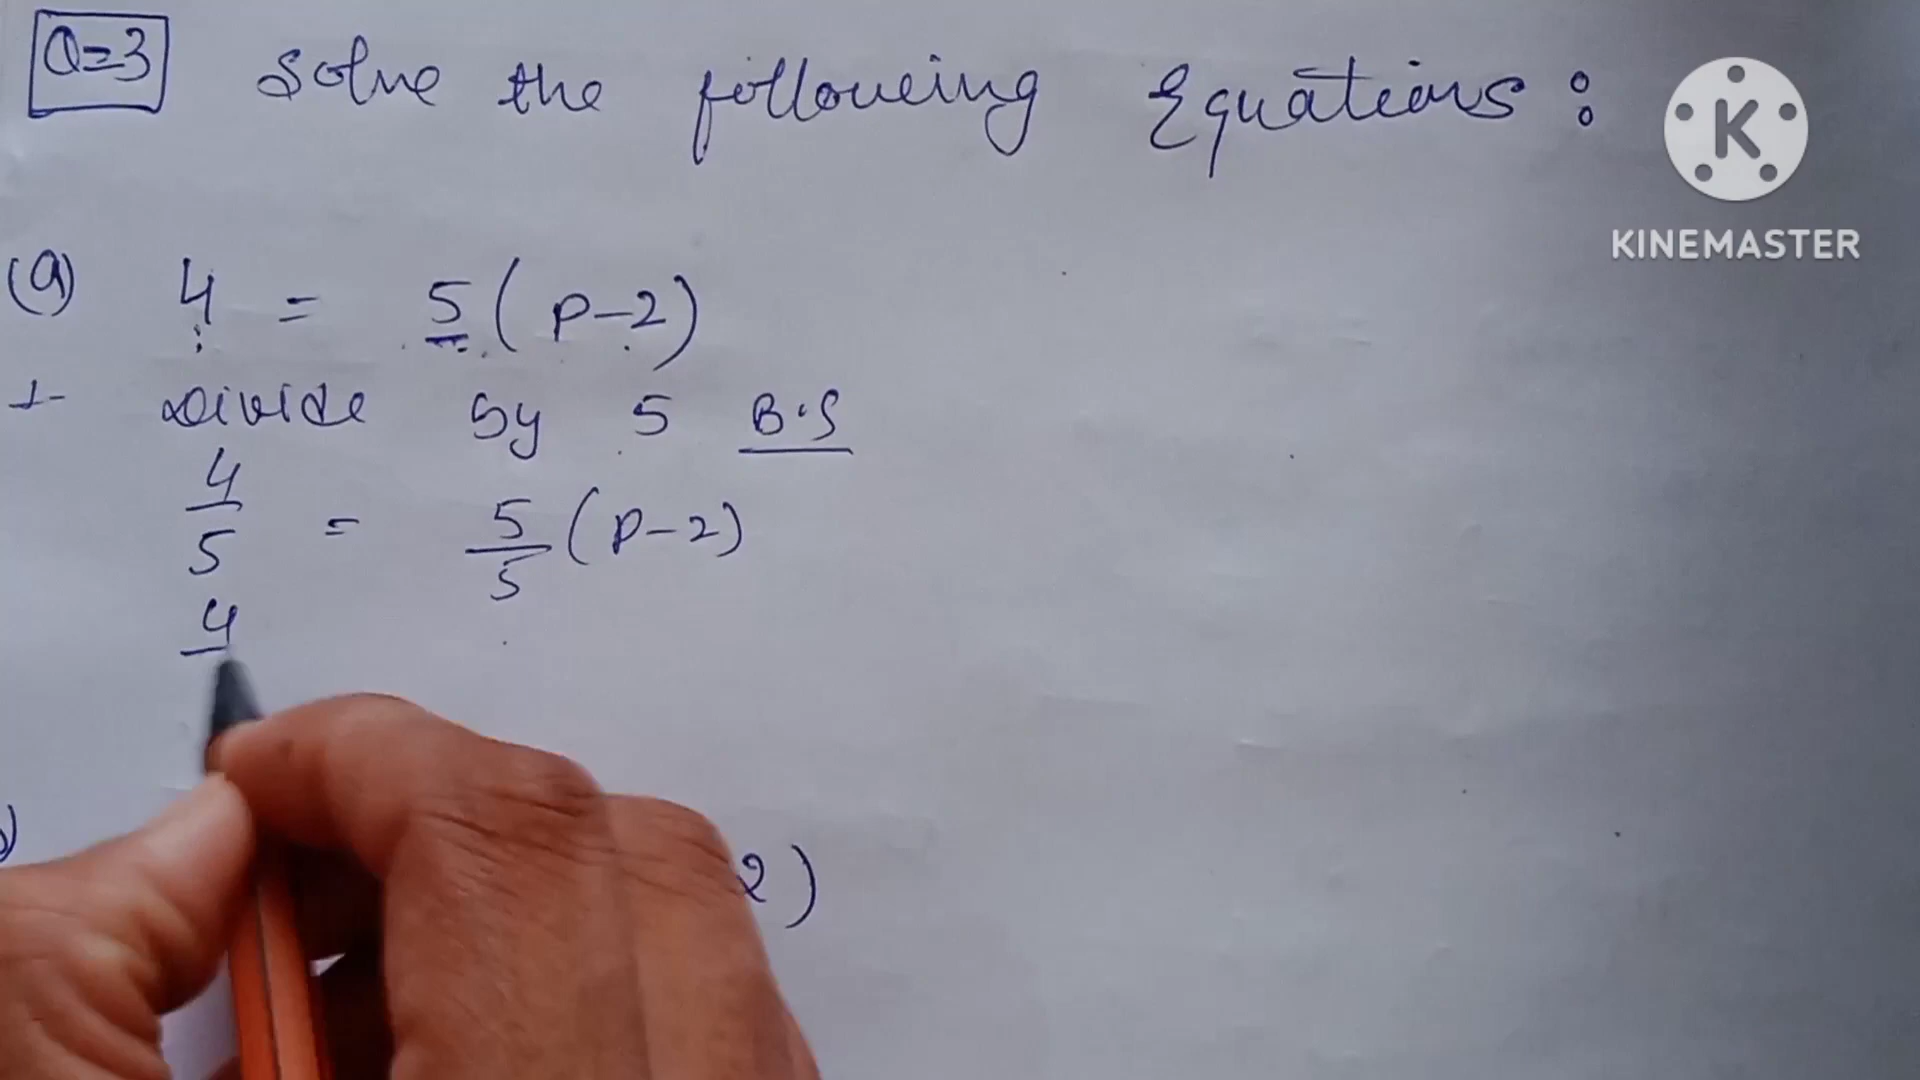 Q=3 Solve the following Equations :
K
KINEMASTER
(a) 4 = 5 ( P-2)
Divide by 5 B.S
4/5 = 5/5 (P-2)
4
2)